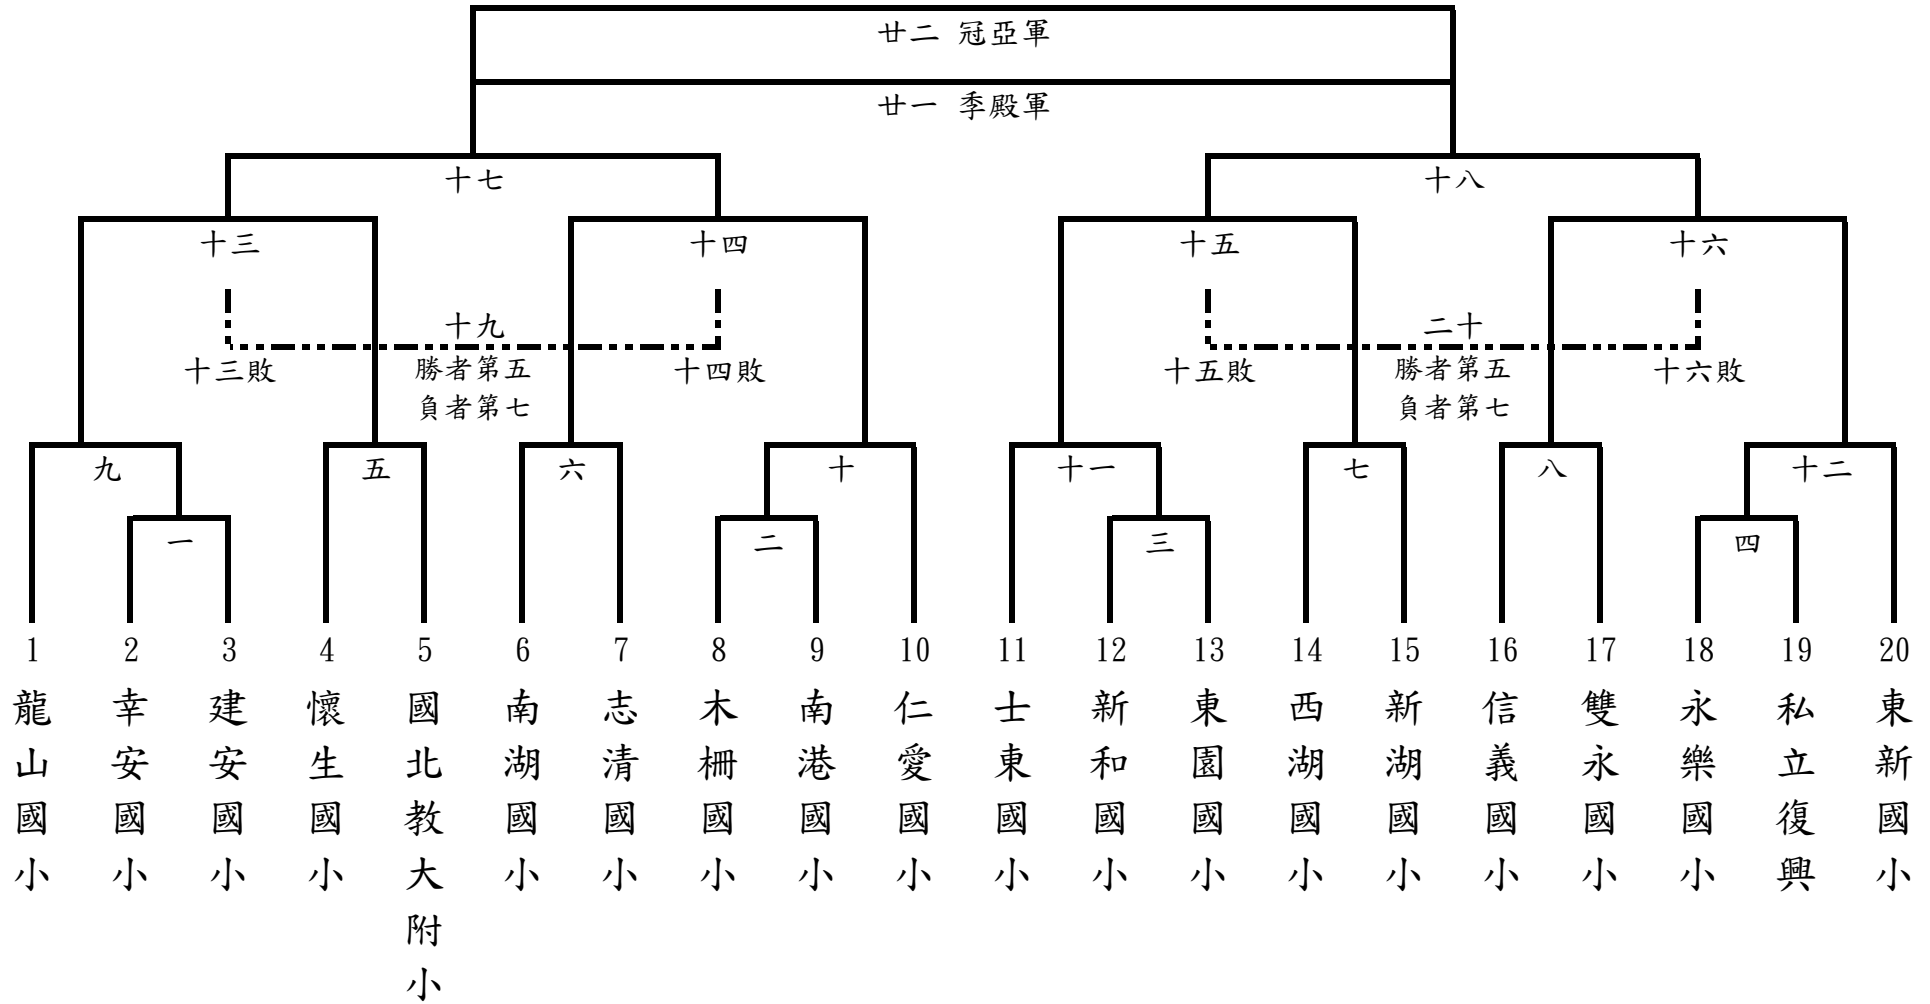 廿二 冠亞軍
廿一 季殿軍
十七
十八
十三
十四
十五
十六
十九
二十
十三敗
勝者第五
負者第七
十四敗
十五敗
勝者第五
負者第七
十六敗
九
五
六
十
十一
七
八
十二
一
二
三
四
1
2
3
4
5
6
7
8
9
10
11
12
13
14
15
16
17
18
19
20
龍山國小
幸安國小
建安國小
懷生國小
國北教大附小
南湖國小
志清國小
木柵國小
南港國小
仁愛國小
士東國小
新和國小
東園國小
西湖國小
新湖國小
信義國小
雙永國小
永樂國小
私立復興
東新國小